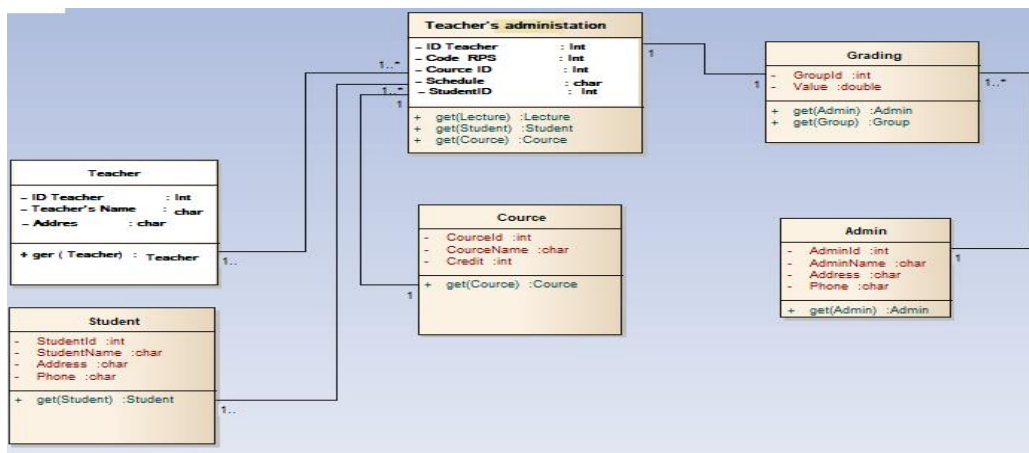 Teacher's administation
– ID Teacher : Int
– Code RPS : Int
– Cource ID : Int
– Schedule : char
– StudentID : Int
+ get(Lecture) :Lecture
+ get(Student) :Student
+ get(Cource) :Cource
1..*
1..*
1
1
Grading
- GroupId :int
- Value :double
+ get(Admin) :Admin
+ get(Group) :Group
1
1..*
Teacher
– ID Teacher : Int
– Teacher's Name : char
– Addres : char
+ ger ( Teacher) : Teacher
1..
Cource
- CourceId :int
- CourceName :char
- Credit :int
+ get(Cource) :Cource
1
Admin
- AdminId :int
- AdminName :char
- Address :char
- Phone :char
+ get(Admin) :Admin
1
Student
- StudentId :int
- StudentName :char
- Address :char
- Phone :char
+ get(Student) :Student
1..